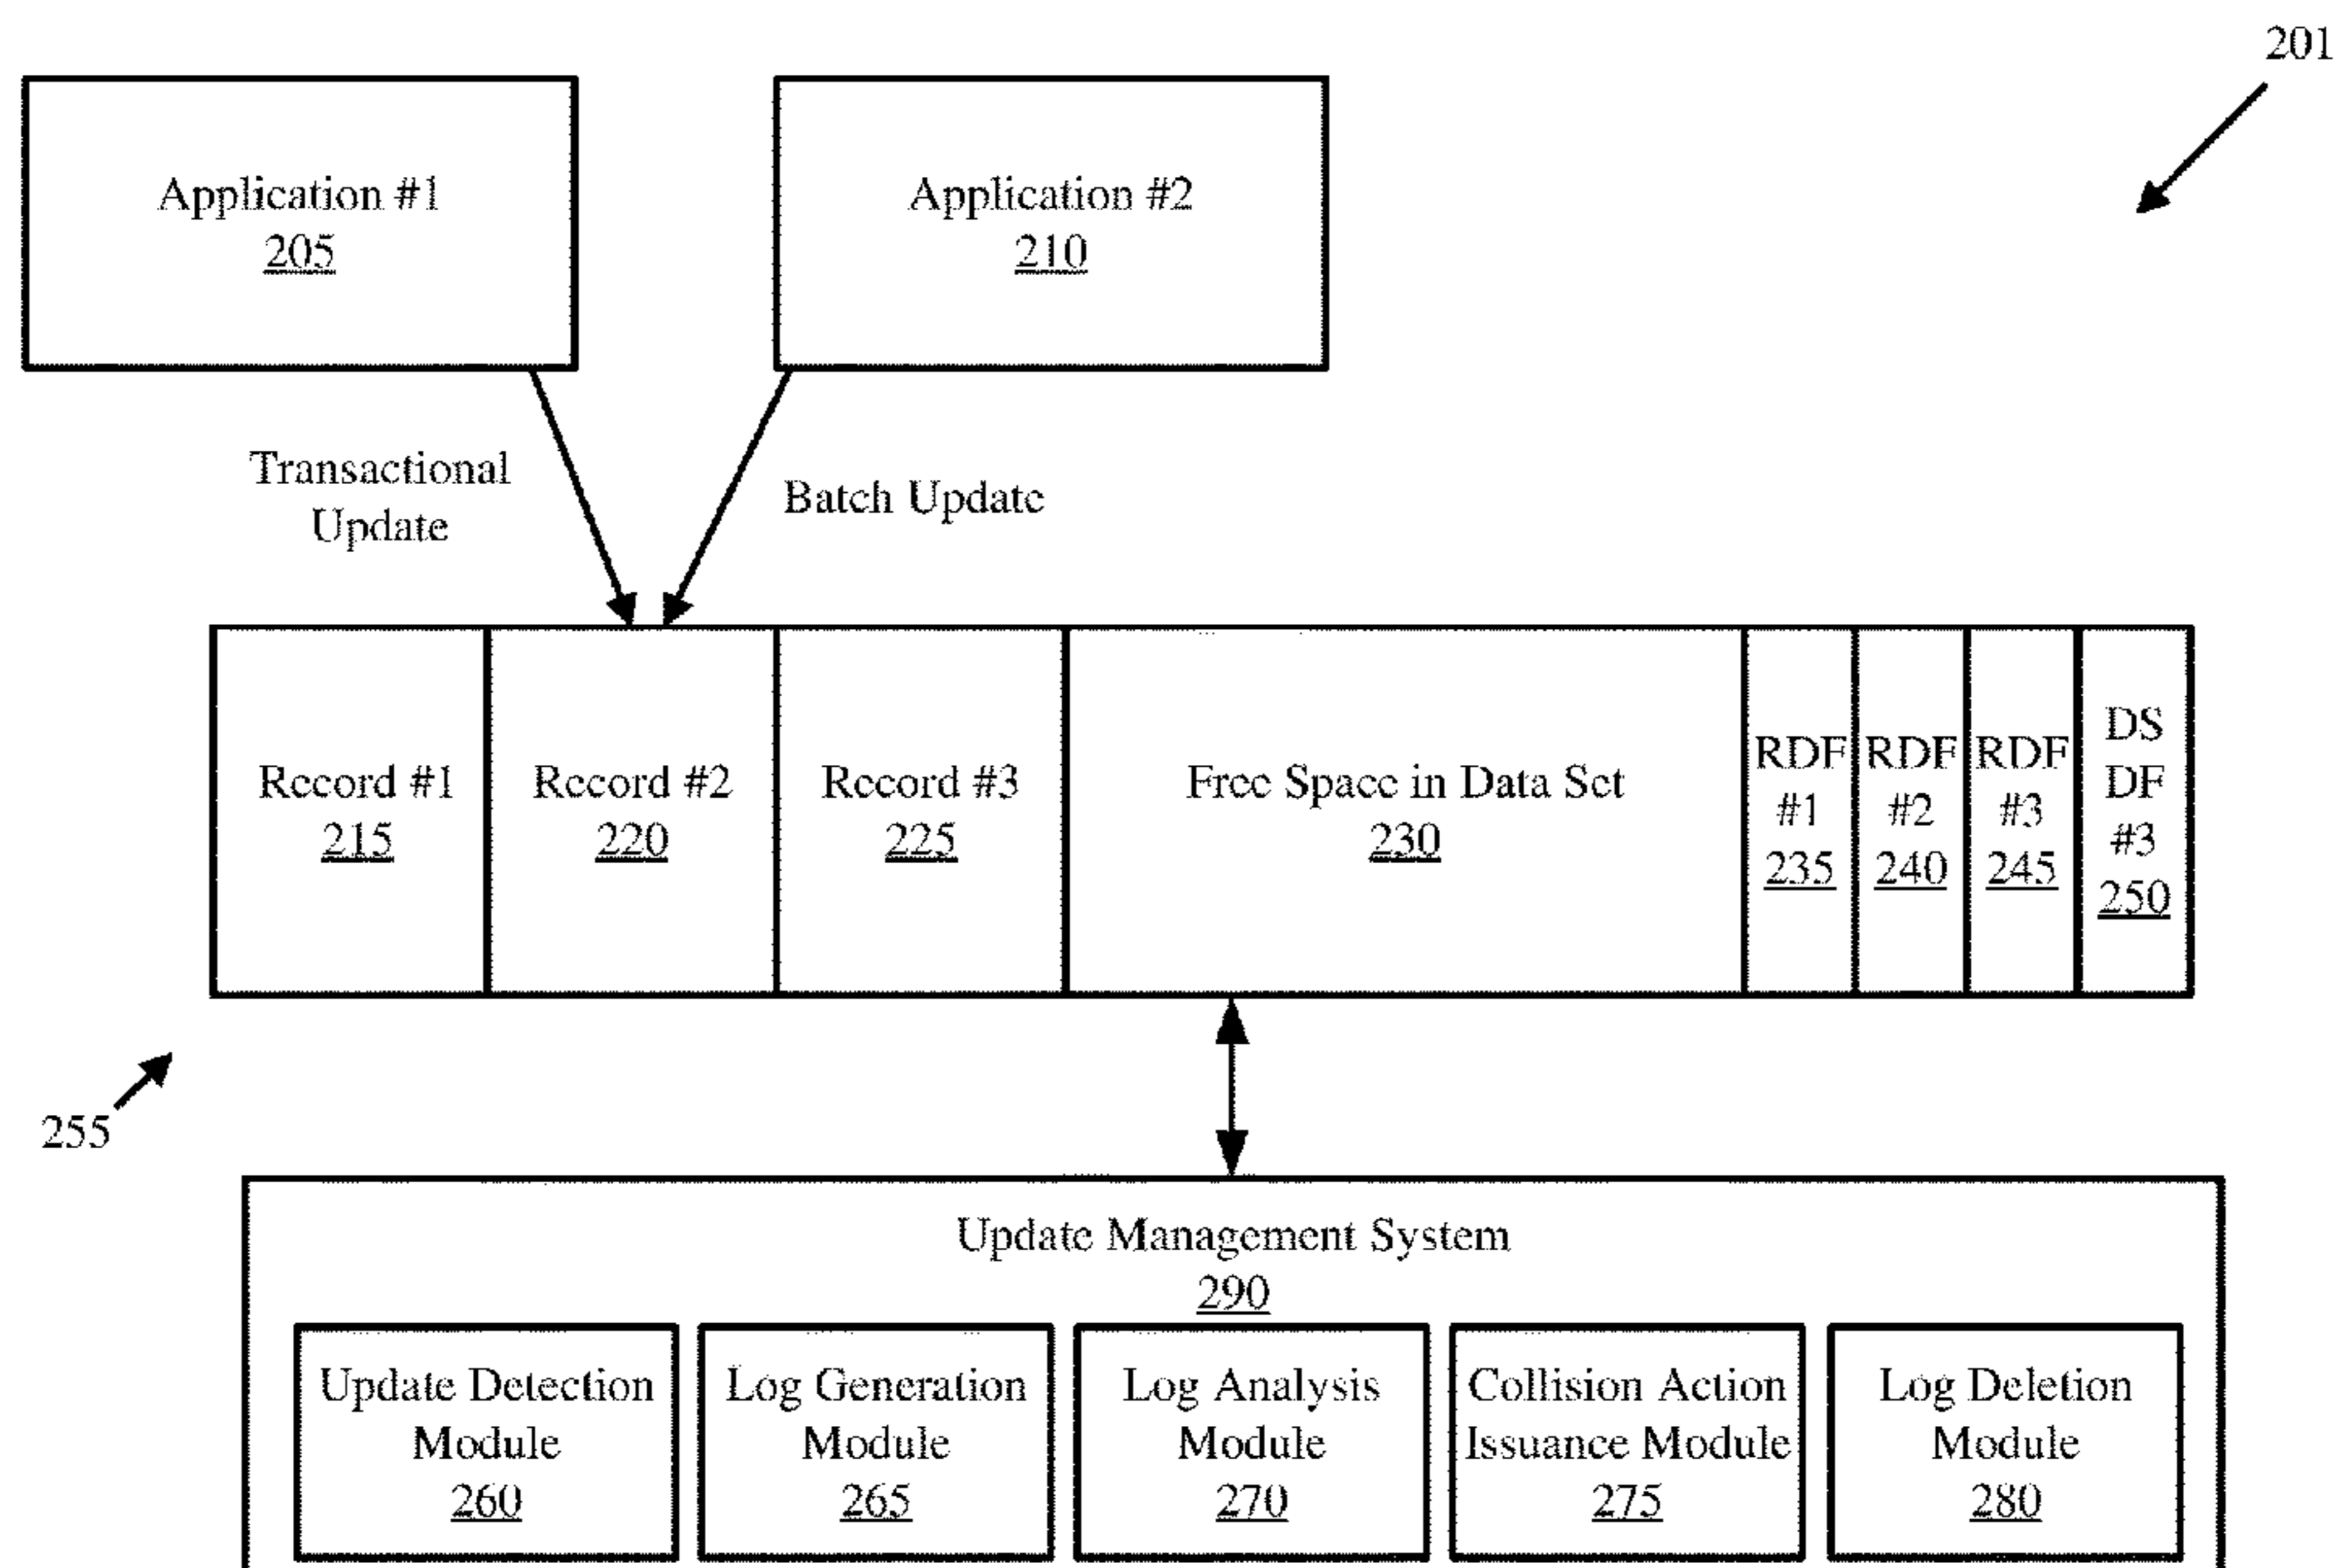 201
Application #1
205
Application #2
210
Transactional
Update
Batch Update
Record #1
215
Record #2
220
Record #3
225
Free Space in Data Set
230
RDF
#1
235
RDF
#2
240
RDF
#3
245
DS
DF
#3
250
255
Update Management System
290
Update Detection
Module
260
Log Generation
Module
265
Log Analysis
Module
270
Collision Action
Issuance Module
275
Log Deletion
Module
280